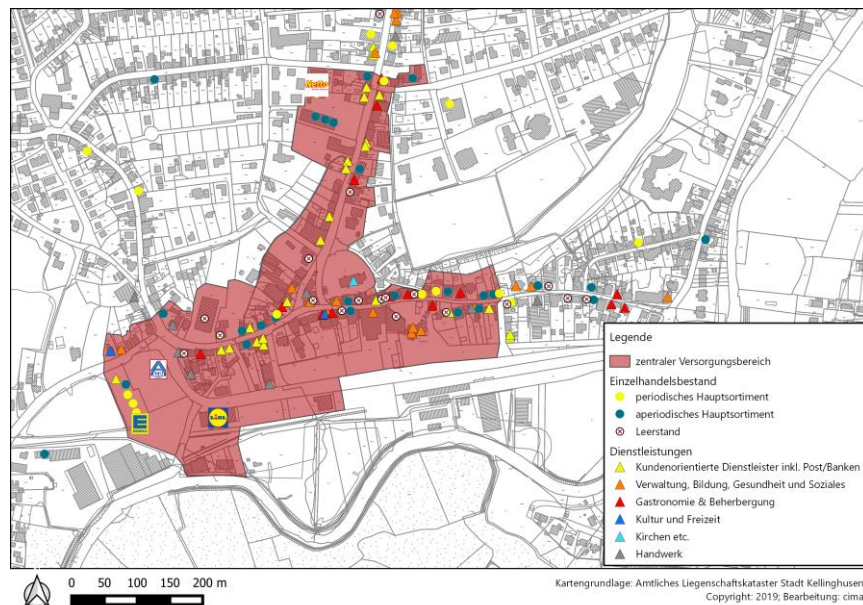 Netto
E
LIDL
Legende
zentraler Versorgungsbereich
Einzelhandelsbestand
periodisches Hauptsortiment
aperiodisches Hauptsortiment
Leerstand
Dienstleistungen
Kundenorientierte Dienstleister inkl. Post/Banken
Verwaltung, Bildung, Gesundheit und Soziales
Gastronomie & Beherbergung
Kultur und Freizeit
Kirchen etc.
Handwerk
0 50 100 150 200 m
Kartengrundlage: Amtliches Liegenschaftskataster Stadt Kellinghusen
Copyright: 2019; Bearbeitung: cima